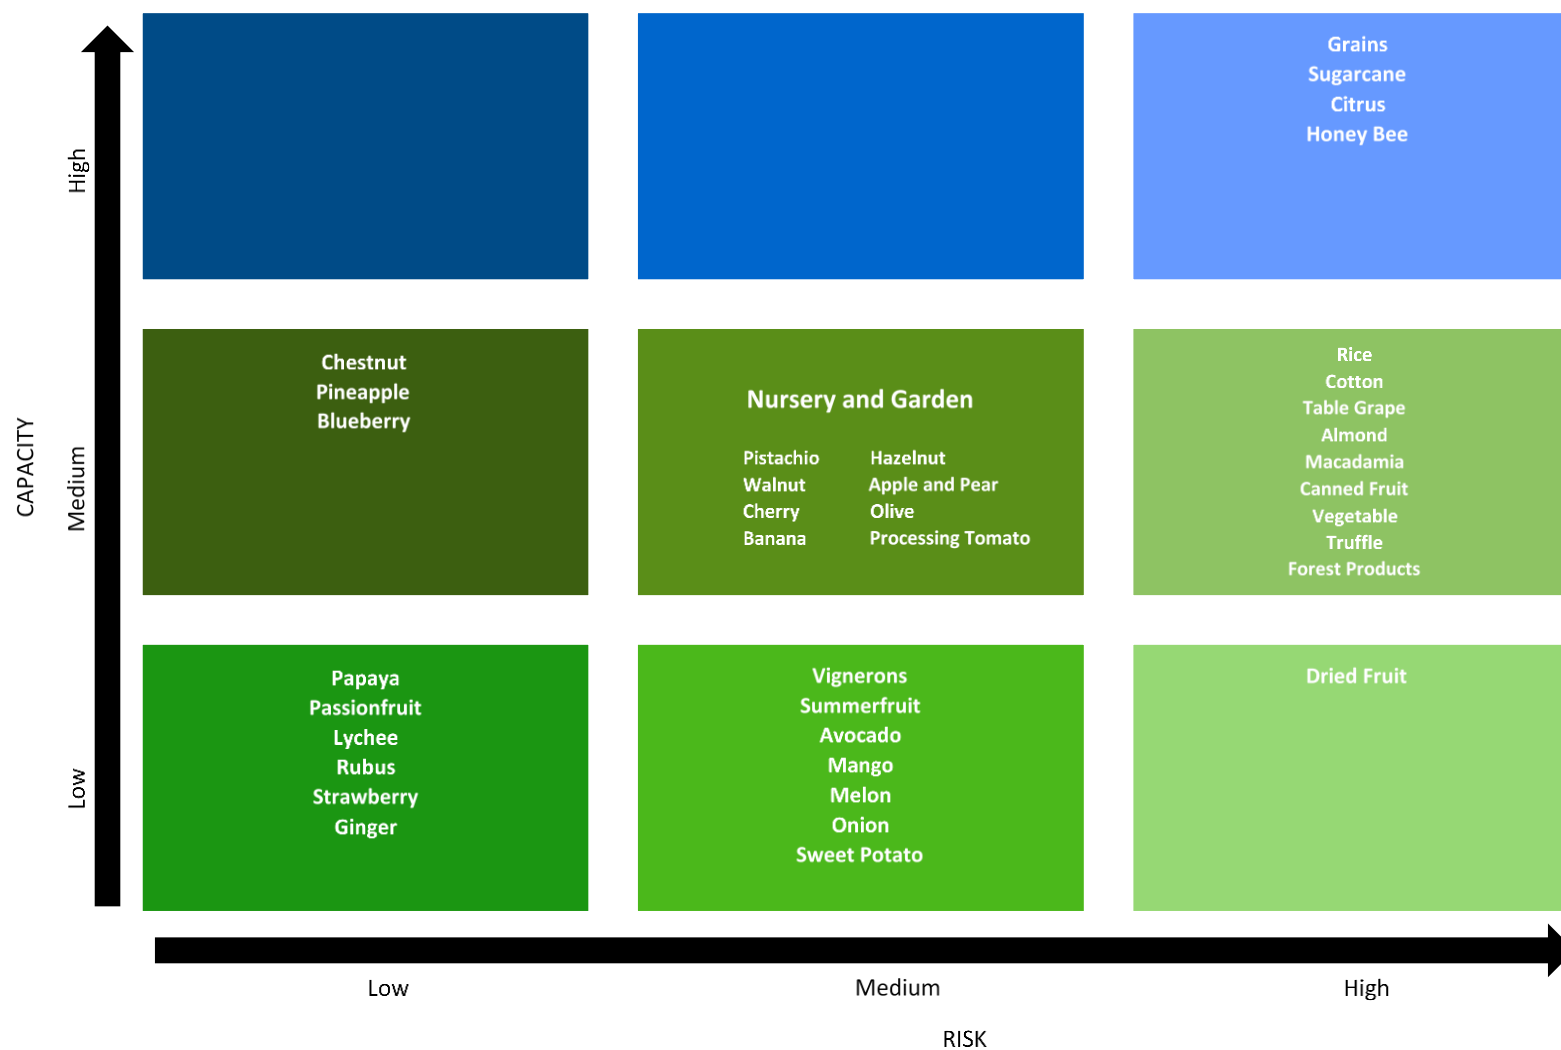 Grains
Sugarcane
Citrus
Honey Bee
High
Chestnut
Pineapple
Blueberry
Nursery and Garden
Pistachio Hazelnut
Walnut Apple and Pear
Cherry Olive
Banana Processing Tomato
Rice
Cotton
Table Grape
Almond
Macadamia
Canned Fruit
Vegetable
Truffle
Forest Products
CAPACITY
Medium
Papaya
Passionfruit
Lychee
Rubus
Strawberry
Ginger
Vignerons
Summerfruit
Avocado
Mango
Melon
Onion
Sweet Potato
Dried Fruit
Low
Low
Medium
High
RISK